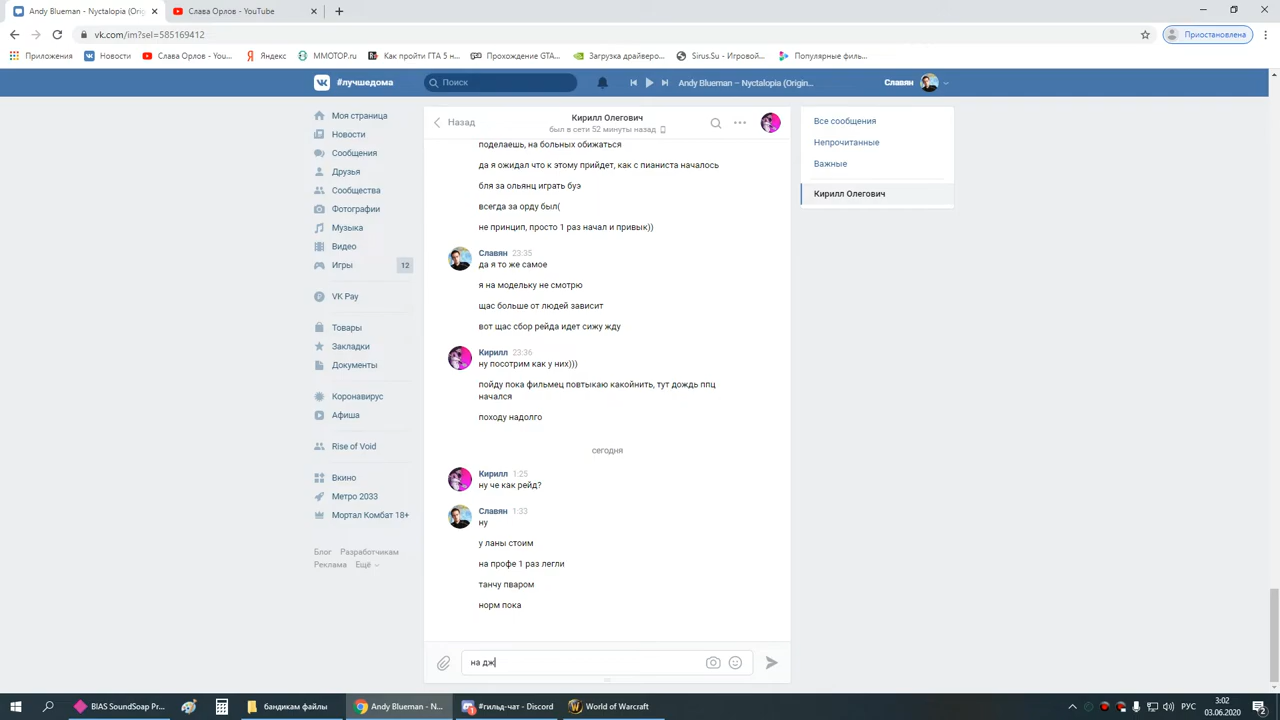 Andy Blueman – Nyctalopia (Orig
Слава Орлов - YouTube
vk.com/im?sel=585169412
Приостановлена
Приложения
Новости
Слава Орлов - You...
Яндекс
MMOTOP.ru
Как пройти ГТА 5 н...
Прохождение GTA...
Загрузка драйверо...
Sirus.Su - Игровой...
Популярные филь...
#лучшедома
Поиск
Andy Blueman – Nyctalopia (Origin...
Славян
Моя страница
Новости
Сообщения
Друзья
Сообщества
Фотографии
Музыка
Видео
Игры 12
VK Pay
Товары
Закладки
Документы
Коронавирус
Афиша
Rise of Void
Вкино
Метро 2033
Мортал Комбат 18+
Блог Разработчикам
Реклама Ещё
Назад
Кирилл Олегович
был в сети 52 минуты назад
поделаешь, на больных обижаться
да я ожидал что к этому прийдет, как с пианиста началось
бля за ольянц играть буэ
всегда за орду был(
не принцип, просто 1 раз начал и привык))
Славян 23:35
да я то же самое
я на модельку не смотрю
щас больше от людей зависит
вот щас сбор рейда идет сижу жду
Кирилл 23:36
ну посотрим как у них)))
пойду пока фильмец повтыкаю какойнить, тут дождь ппц
начался
походу надолго
сегодня
Кирилл 1:25
ну че как рейд?
Славян 1:33
ну
у ланы стоим
на профе 1 раз легли
танчу пваром
норм пока
на дж
Все сообщения
Непрочитанные
Важные
Кирилл Олегович
BIAS SoundSoap Pr...
бандикам файлы
Andy Blueman - N...
#гильд-чат - Discord
World of Warcraft
РУС
3:02
03.06.2020
2